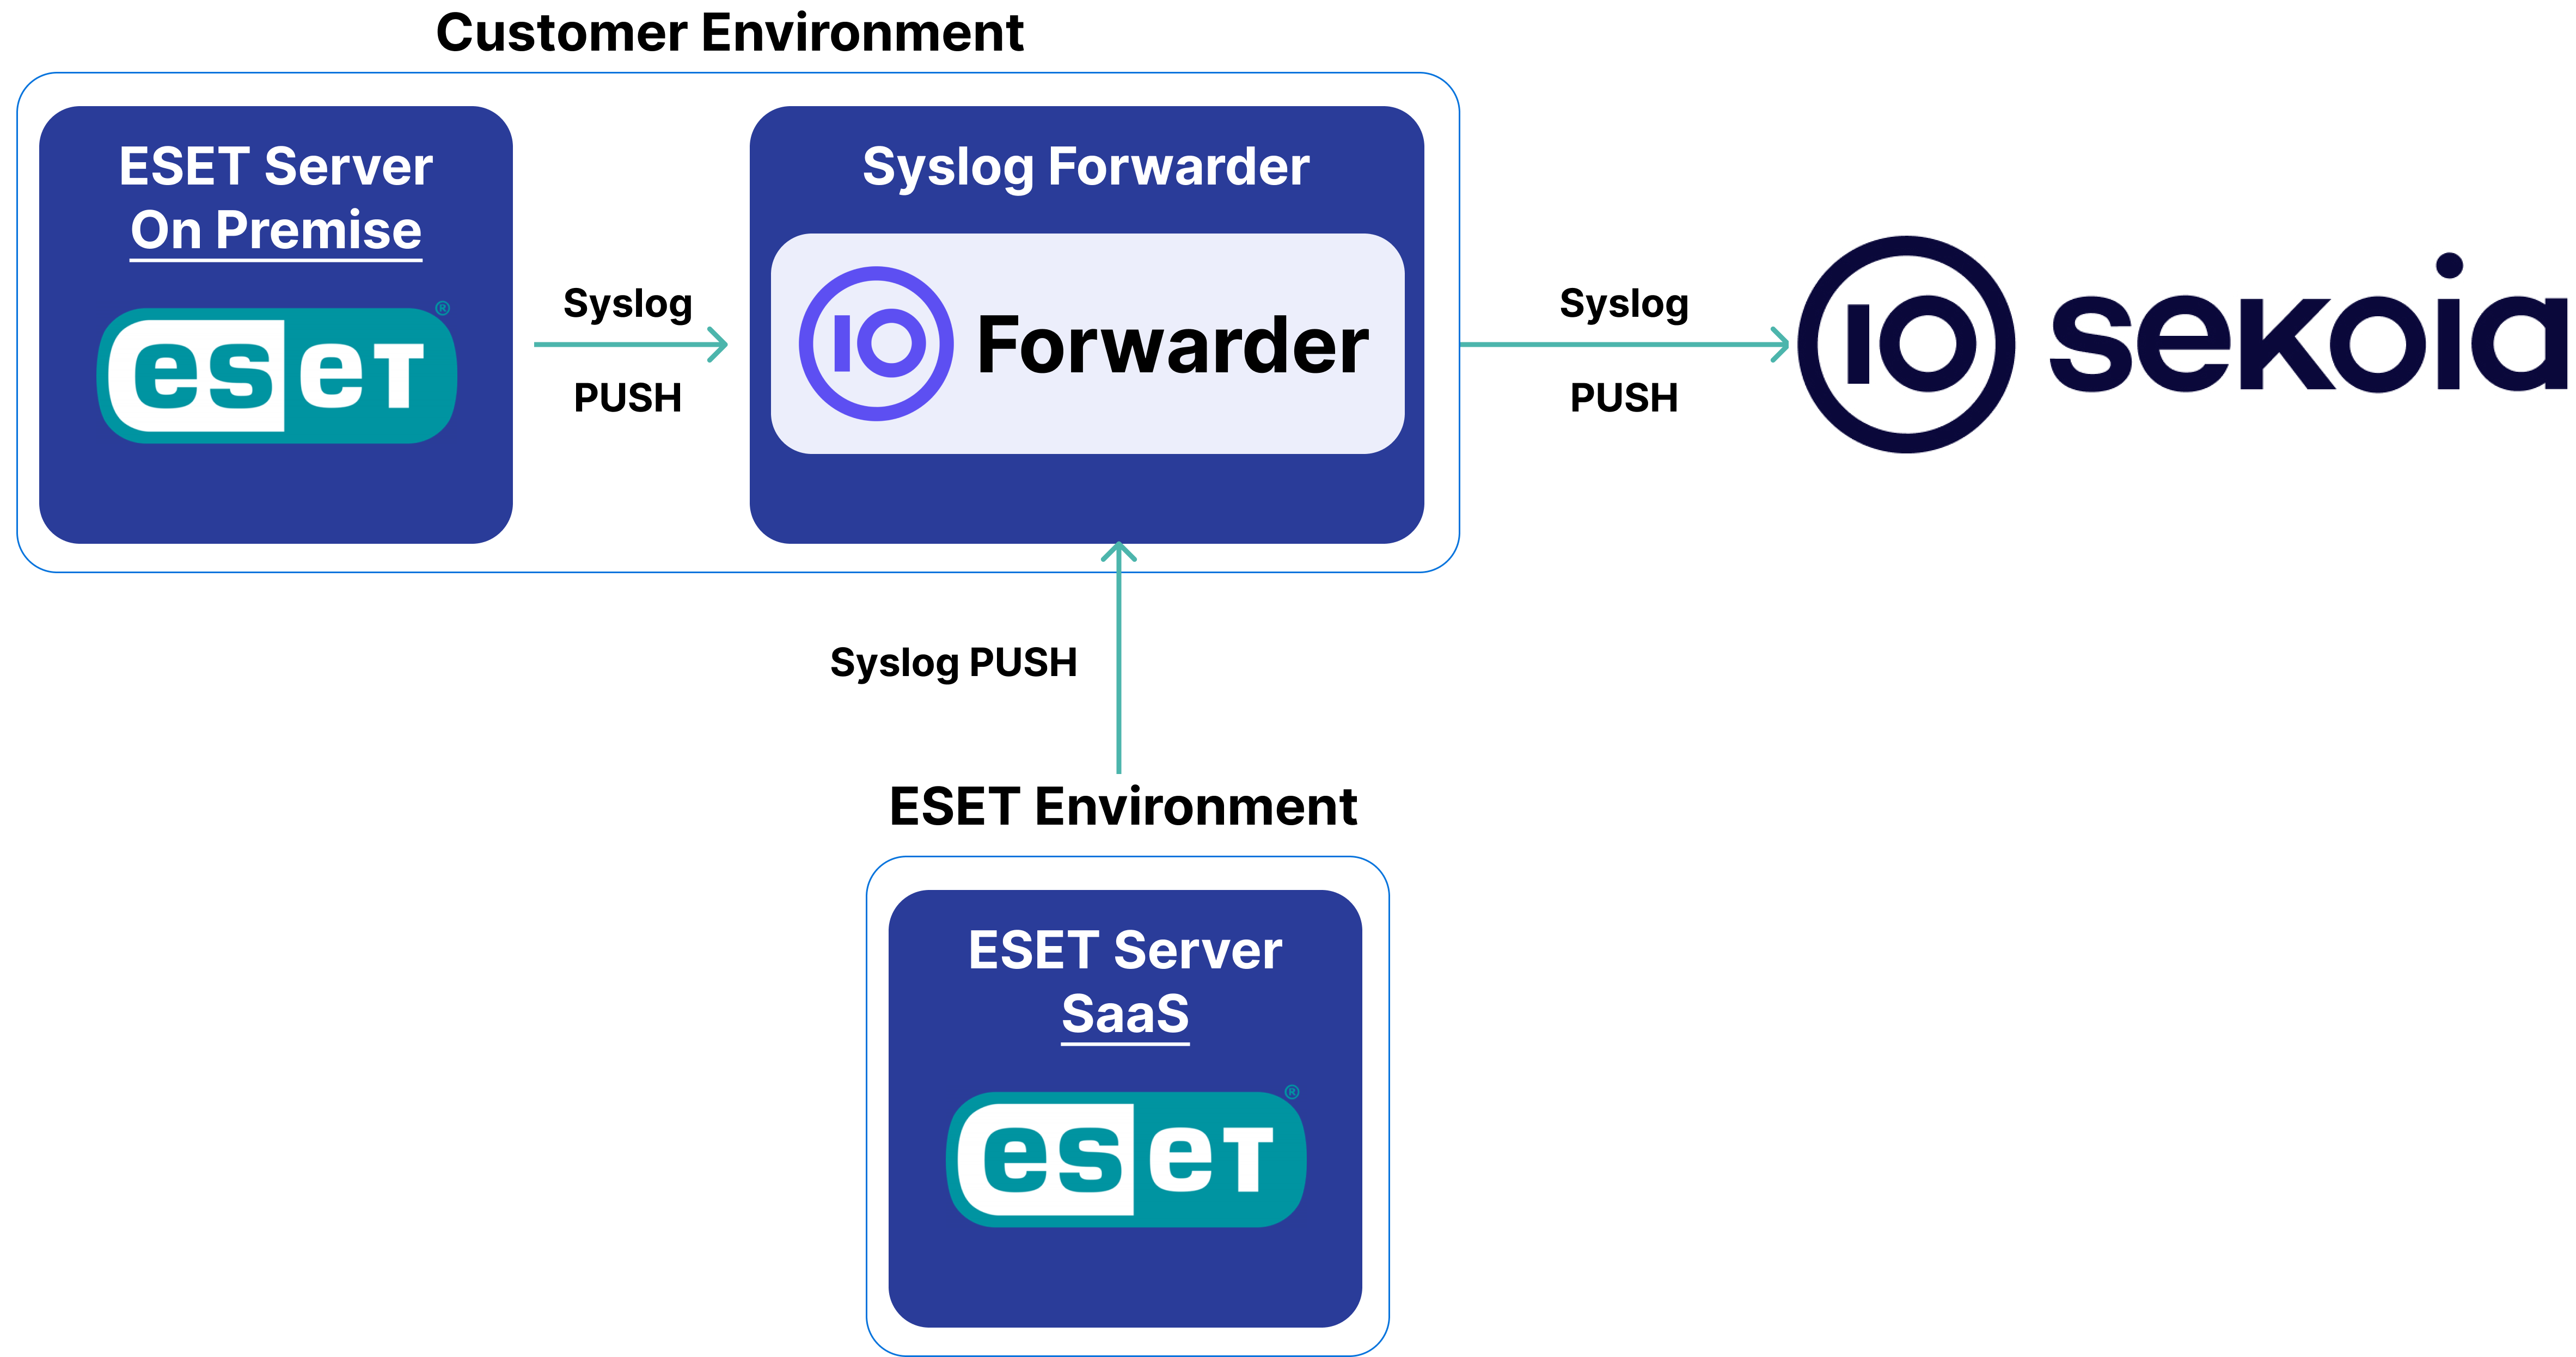 Customer Environment
ESET Server
On Premise
eset®
Syslog
PUSH
Syslog Forwarder
IO Forwarder
Syslog
PUSH
IO sekoia
Syslog PUSH
ESET Environment
ESET Server
SaaS
eset®